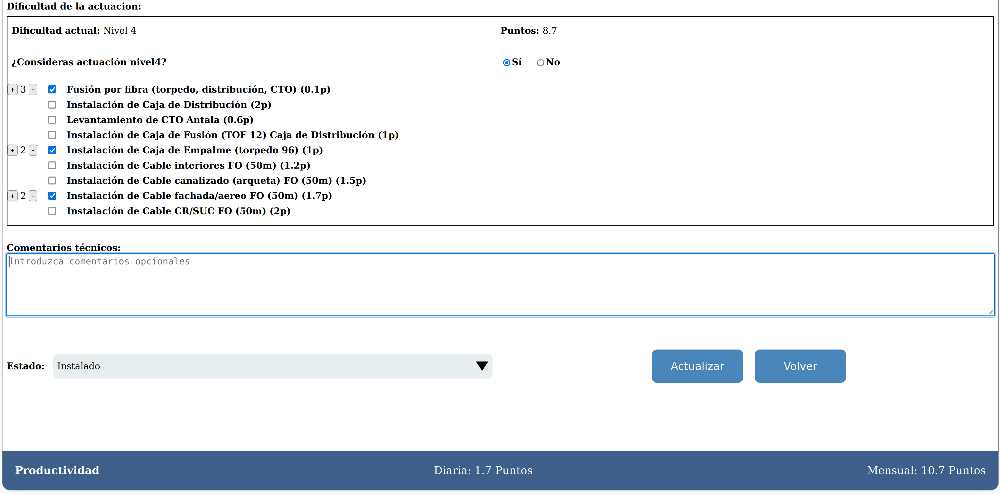 Dificultad de la actuacion:
Dificultad actual: Nivel 4 Puntos: 8.7
¿Consideras actuación nivel4? Sí No
+ 3 - Fusión por fibra (torpedo, distribución, CTO) (0.1p)
Instalación de Caja de Distribución (2p)
Levantamiento de CTO Antala (0.6p)
Instalación de Caja de Fusión (TOF 12) Caja de Distribución (1p)
+ 2 - Instalación de Caja de Empalme (torpedo 96) (1p)
Instalación de Cable interiores FO (50m) (1.2p)
Instalación de Cable canalizado (arqueta) FO (50m) (1.5p)
+ 2 - Instalación de Cable fachada/aereo FO (50m) (1.7p)
Instalación de Cable CR/SUC FO (50m) (2p)
Comentarios técnicos:
Introduzca comentarios opcionales
Estado: Instalado Actualizar Volver
Productividad Diaria: 1.7 Puntos Mensual: 10.7 Puntos